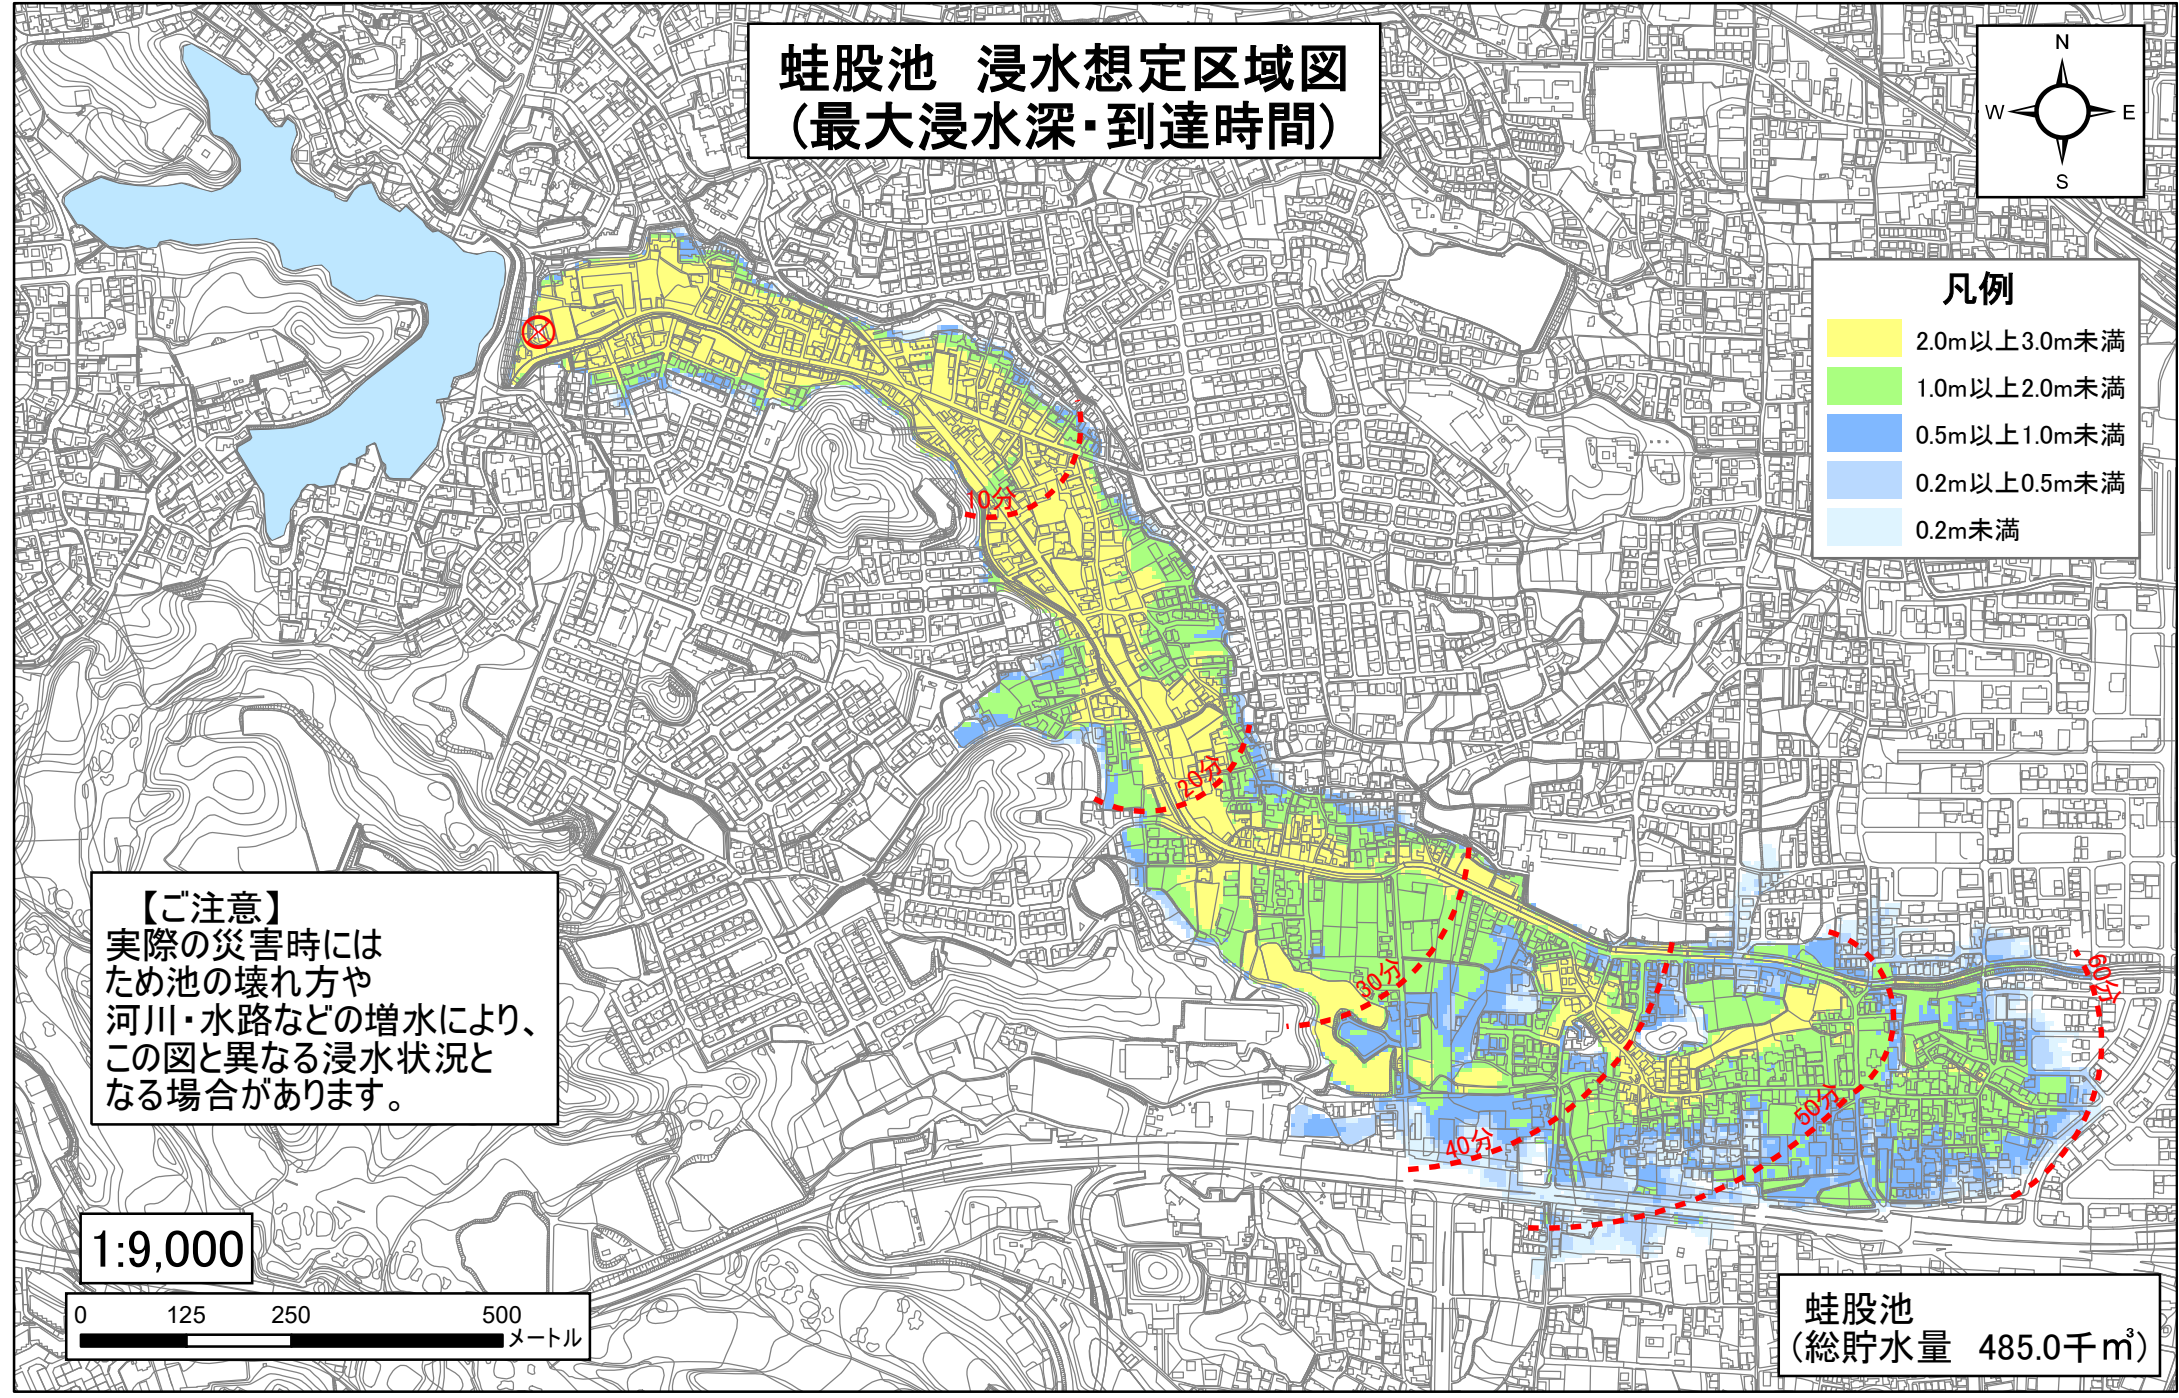 蛙股池　浸水想定区域図
（最大浸水深・到達時間）
N
W
E
S
凡例
2.0m以上3.0m未満
1.0m以上2.0m未満
0.5m以上1.0m未満
0.2m以上0.5m未満
0.2m未満
10分
20分
30分
40分
50分
60分
【ご注意】
実際の災害時には
ため池の壊れ方や
河川・水路などの増水により、
この図と異なる浸水状況と
なる場合があります。
1:9,000
0 125 250 500
メートル
蛙股池
（総貯水量　485.0千㎥）